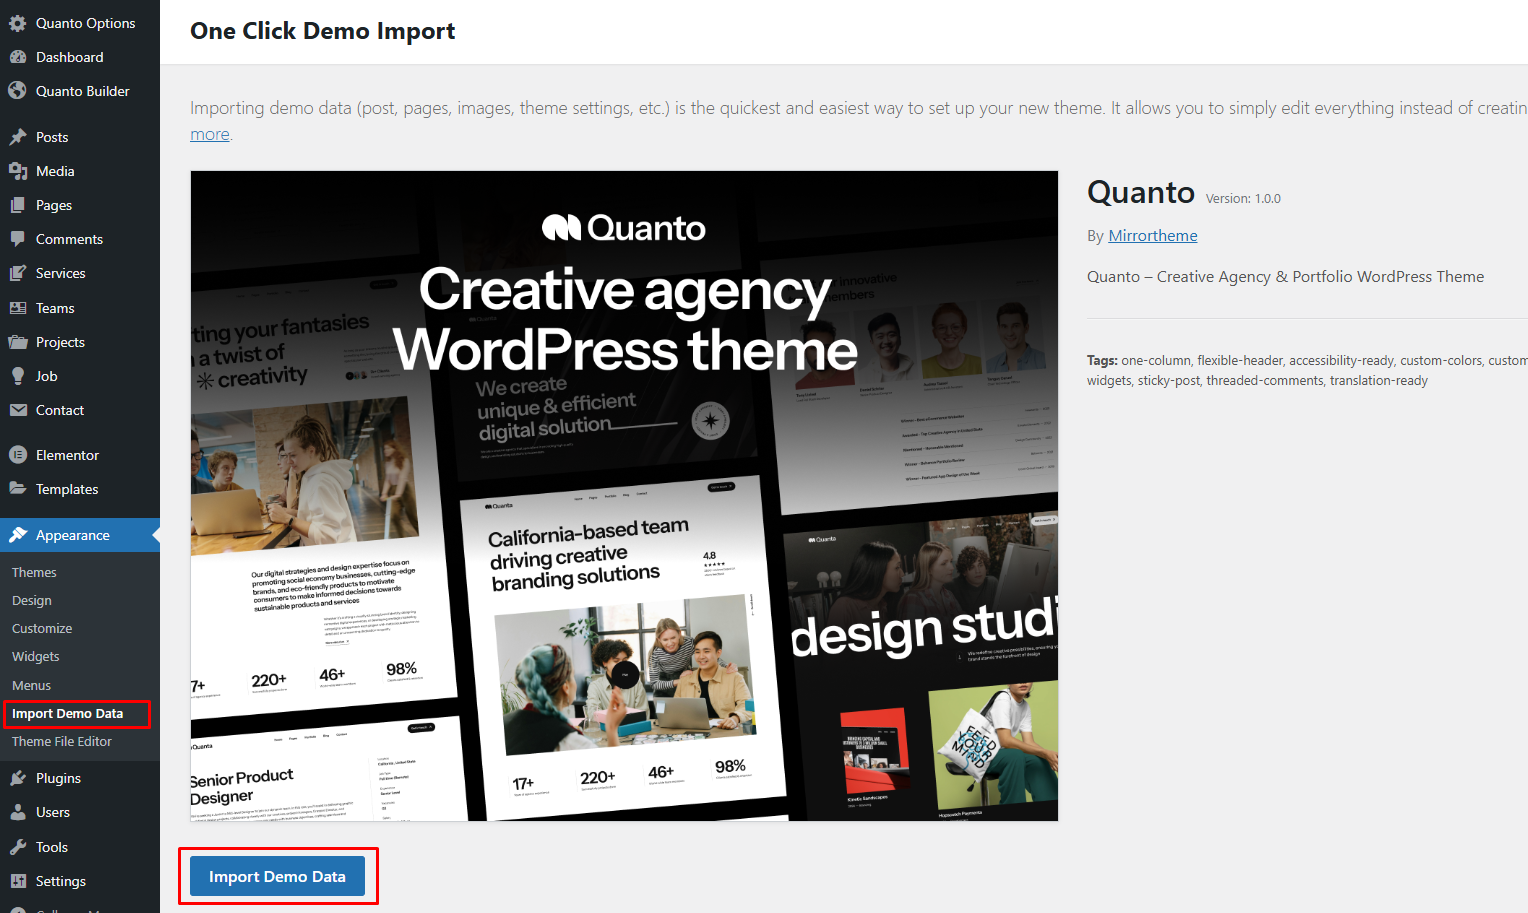 Quanto Options
Dashboard
Quanto Builder
Posts
Media
Pages
Comments
Services
Teams
Projects
Job
Contact
Elementor
Templates
Appearance
Themes
Design
Customize
Widgets
Menus
Import Demo Data
Theme File Editor
Plugins
Users
Tools
Settings
One Click Demo Import
Importing demo data (post, pages, images, theme settings, etc.) is the quickest and easiest way to set up your new theme. It allows you to simply edit everything instead of creatin
more.
Quanto
Creative agency
WordPress theme
rting your fantasies
a twist of
creativity
We create
unique & efficient
digital solution
Our digital strategies and design expertise focus on
promoting social economy businesses, cutting-edge
brands, and eco-friendly products to motivate
consumers to make informed decisions towards
sustainable products and services
7+
220+
46+
98%
Quanto
California-based team
driving creative
branding solutions
4.8
17+
220+
46+
98%
innovative
Quanto
design studi
FEED
YOUR
MIND
Quanto
Senior Product
Designer
Import Demo Data
Quanto Version: 1.0.0
By Mirrortheme
Quanto – Creative Agency & Portfolio WordPress Theme
Tags: one-column, flexible-header, accessibility-ready, custom-colors, custom
widgets, sticky-post, threaded-comments, translation-ready